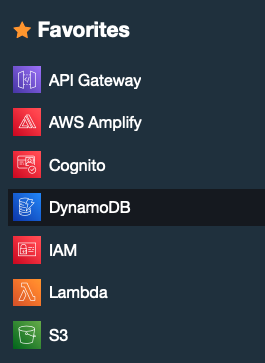 Favorites
API Gateway
AWS Amplify
Cognito
DynamoDB
IAM
Lambda
S3